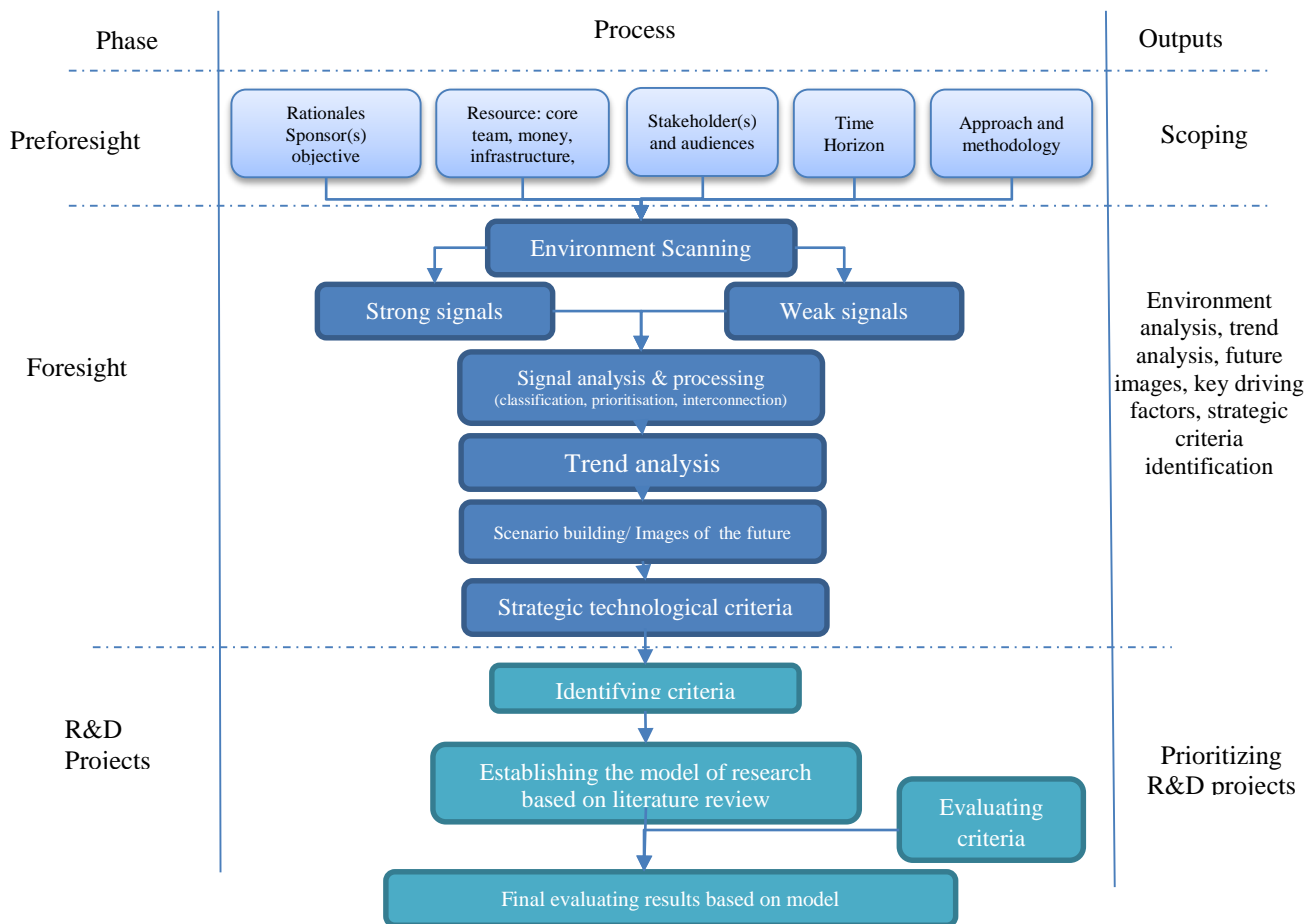 Phase
Process
Outputs
Preforesight
Rationales
Sponsor(s)
objective
Resource: core
team, money,
infrastructure,
Stakeholder(s)
and audiences
Time
Horizon
Approach and
methodology
Scoping
Foresight
Environment Scanning
Strong signals
Weak signals
Signal analysis & processing
(classification, prioritisation, interconnection)
Trend analysis
Scenario building/ Images of the future
Strategic technological criteria
Environment
analysis, trend
analysis, future
images, key driving
factors, strategic
criteria
identification
R&D
Projects
Identifying criteria
Establishing the model of research
based on literature review
Evaluating
criteria
Final evaluating results based on model
Prioritizing
R&D projects